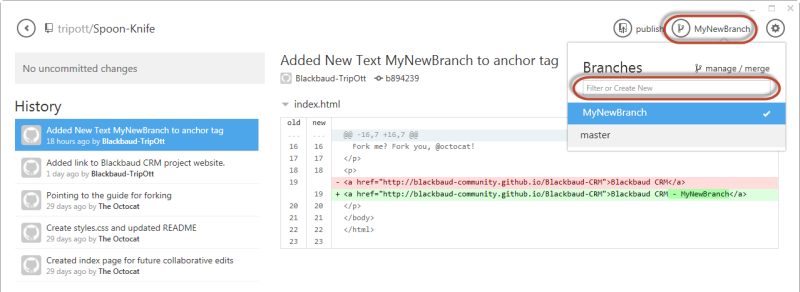 tripott/Spoon-Knife
publish
MyNewBranch
No uncommitted changes
History
Added New Text MyNewBranch to anchor tag
18 hours ago by Blackbaud-TripOtt
Added link to Blackbaud CRM project website.
1 day ago by Blackbaud-TripOtt
Pointing to the guide for forking
29 days ago by The Octocat
Create styles.css and updated README
29 days ago by The Octocat
Created index page for future collaborative edits
29 days ago by The Octocat
Added New Text MyNewBranch to anchor tag
Blackbaud-TripOtt b894239
index.html
old new
... ... @@ -16,7 +16,7 @@
16 16 Fork me? Fork you, @octocat!
17 17 </p>
18 18 <p>
19 - <a href="http://blackbaud-community.github.io/Blackbaud-CRM">Blackbaud CRM</a>
19 + <a href="http://blackbaud-community.github.io/Blackbaud-CRM">Blackbaud CRM - MyNewBranch</a>
20 20 </p>
21 21 </body>
22 22 </html>
23 23
Branches
manage / merge
Filter or Create New
MyNewBranch
master